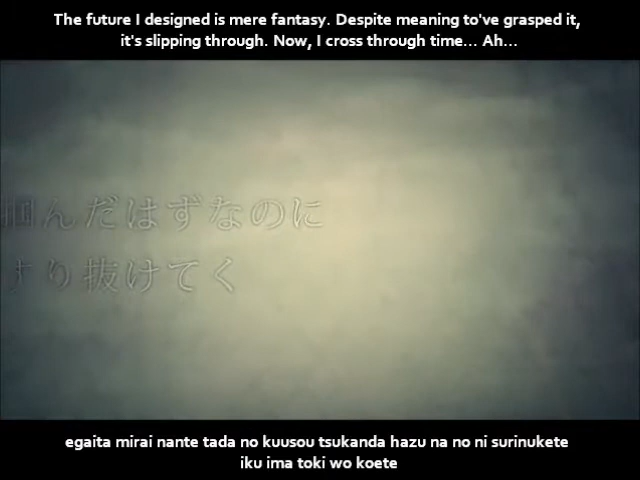 The future I designed is mere fantasy. Despite meaning to've grasped it,
it's slipping through. Now, I cross through time... Ah...
掴んだはずなのに
すり抜けてく
egaita mirai nante tada no kuusou tsukanda hazu na no ni surinukete
iku ima toki wo koete